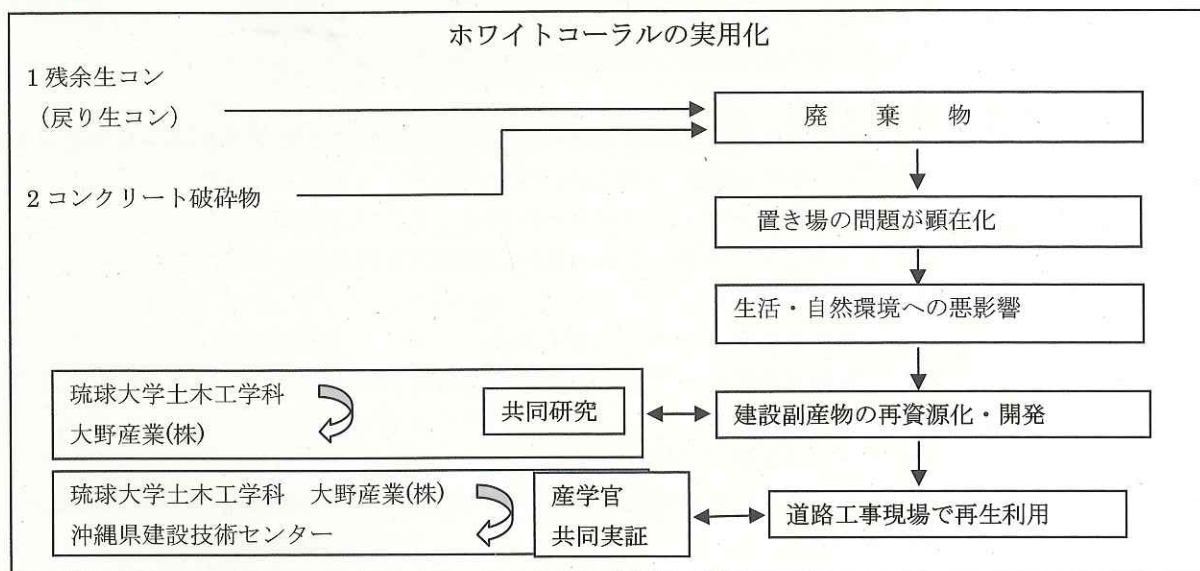 ホワイトコーラルの実用化
1 残余生コン
(戻り生コン)
廃 棄 物
2 コンクリート破砕物
置き場の問題が顕在化
生活・自然環境への悪影響
琉球大学土木工学科
大野産業(株)
共同研究
建設副産物の再資源化・開発
琉球大学土木工学科 大野産業(株)
沖縄県建設技術センター
産学官
共同実証
道路工事現場で再生利用